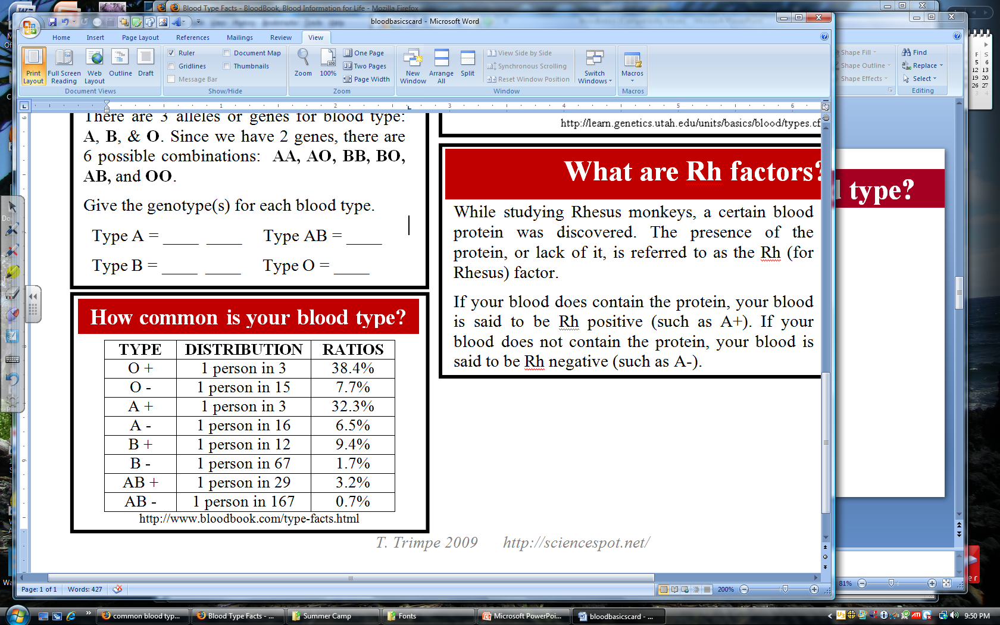 Blood Type Facts - BloodBook, Blood Information for Life - Mozilla Firefox
bloodbasicscard - Microsoft Word
Home Insert Page Layout References Mailings Review View
Print Layout
Full Screen Reading
Web Layout
Outline
Draft
Document Views
Ruler
Gridlines
Message Bar
Document Map
Thumbnails
Show/Hide
Zoom
100%
One Page
Two Pages
Page Width
Zoom
New Window
Arrange All
Split
View Side by Side
Synchronous Scrolling
Reset Window Position
Window
Switch Windows
Macros
Macros
Shape Fill
Shape Outline
Shape Effects
Find
Replace
Select
Editing
F S
5 6
12 13
19 20
26 27
3 4
There are 3 alleles or genes for blood type:
A, B, & O. Since we have 2 genes, there are
6 possible combinations: AA, AO, BB, BO,
AB, and OO.
Give the genotype(s) for each blood type.
Type A = ____ ____ Type AB = ____
Type B = ____ ____ Type O = ____
How common is your blood type?
TYPE DISTRIBUTION RATIOS
O + 1 person in 3 38.4%
O - 1 person in 15 7.7%
A + 1 person in 3 32.3%
A - 1 person in 16 6.5%
B + 1 person in 12 9.4%
B - 1 person in 67 1.7%
AB + 1 person in 29 3.2%
AB - 1 person in 167 0.7%
http://www.bloodbook.com/type-facts.html
http://learn.genetics.utah.edu/units/basics/blood/types.cf
What are Rh factors?
While studying Rhesus monkeys, a certain blood
protein was discovered. The presence of the
protein, or lack of it, is referred to as the Rh (for
Rhesus) factor.
If your blood does contain the protein, your blood
is said to be Rh positive (such as A+). If your
blood does not contain the protein, your blood is
said to be Rh negative (such as A-).
type?
T. Trimpe 2009 http://sciencespot.net/
Page: 1 of 1 Words: 427
200%
81%
common blood typ...
Blood Type Facts - ...
Summer Camp
Fonts
Microsoft PowerPoi...
bloodbasicscard - ...
9:50 PM